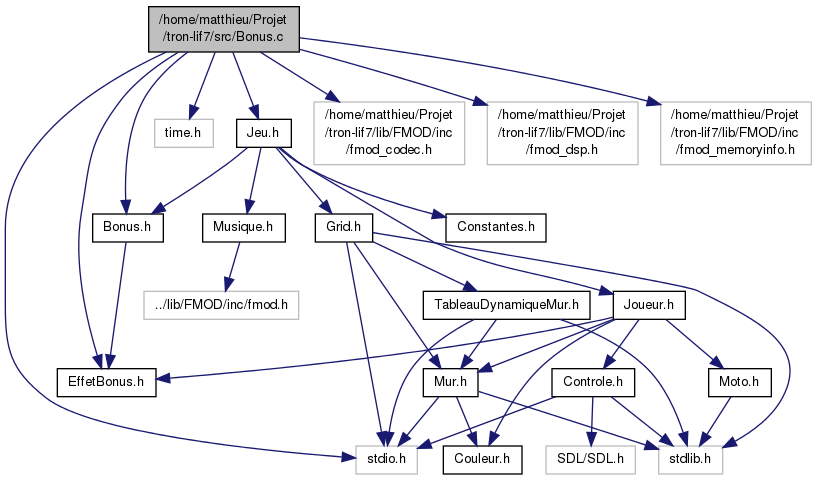 /home/matthieu/Projet
/tron-lif7/src/Bonus.c
time.h
Jeu.h
/home/matthieu/Projet
/tron-lif7/lib/FMOD/inc
/fmod_codec.h
/home/matthieu/Projet
/tron-lif7/lib/FMOD/inc
/fmod_dsp.h
/home/matthieu/Projet
/tron-lif7/lib/FMOD/inc
/fmod_memoryinfo.h
Bonus.h
Musique.h
Grid.h
Constantes.h
../lib/FMOD/inc/fmod.h
TableauDynamiqueMur.h
Joueur.h
EffetBonus.h
Mur.h
Controle.h
Moto.h
stdio.h
Couleur.h
SDL/SDL.h
stdlib.h